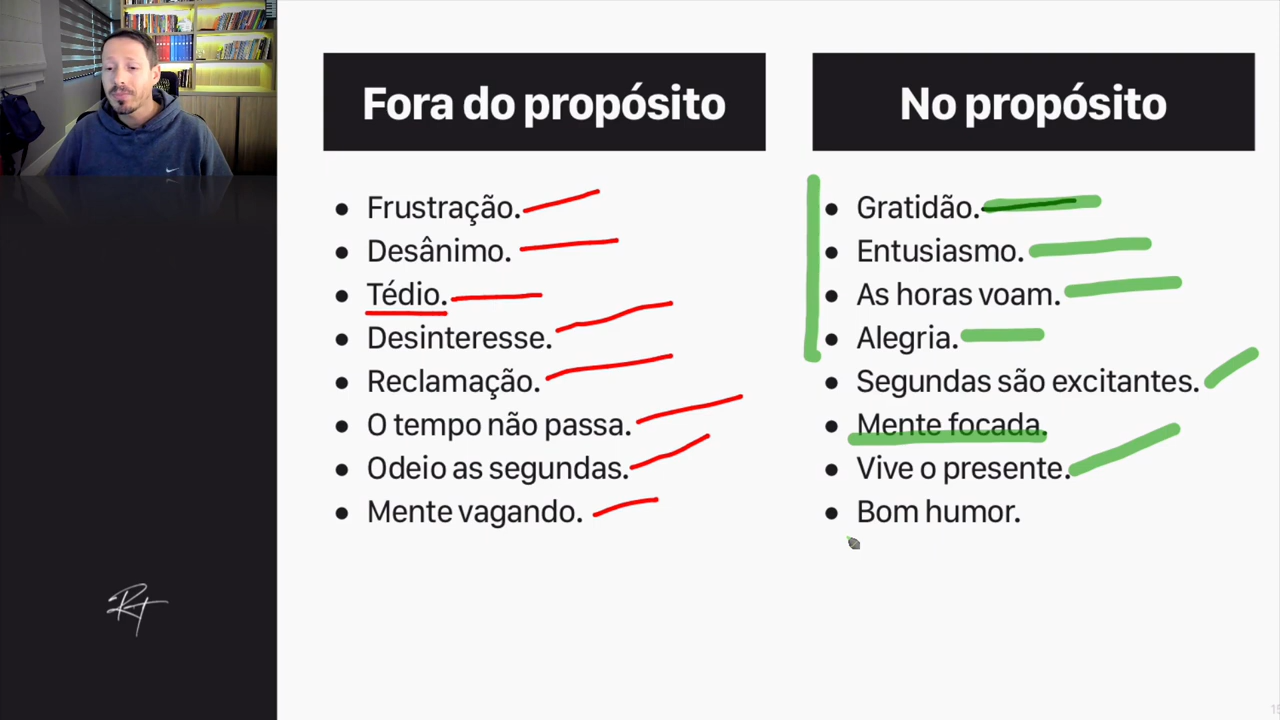 Fora do propósito
Frustração.
Desânimo.
Tédio.
Desinteresse.
Reclamação.
O tempo não passa.
Odeio as segundas.
Mente vagando.
No propósito
Gratidão.
Entusiasmo.
As horas voam.
Alegria.
Segundas são excitantes.
Mente focada.
Vive o presente.
Bom humor.
RT